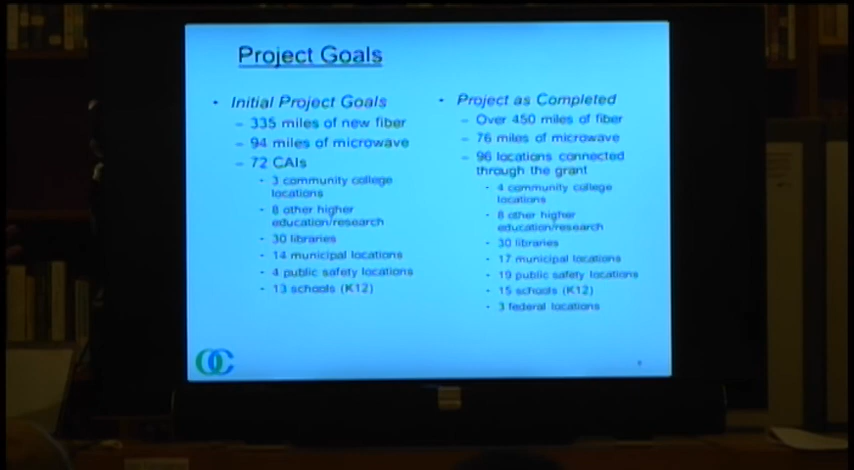 Project Goals
• Initial Project Goals
– 335 miles of new fiber
– 94 miles of microwave
– 72 CAIs
- 3 community college
locations
- 8 other higher
education/research
- 30 libraries
- 14 municipal locations
- 4 public safety locations
- 13 schools (K12)
• Project as Completed
– Over 450 miles of fiber
– 76 miles of microwave
– 96 locations connected
through the grant
- 4 community college
locations
- 8 other higher
education/research
- 30 libraries
- 17 municipal locations
- 19 public safety locations
- 15 schools (K12)
- 3 federal locations
OC